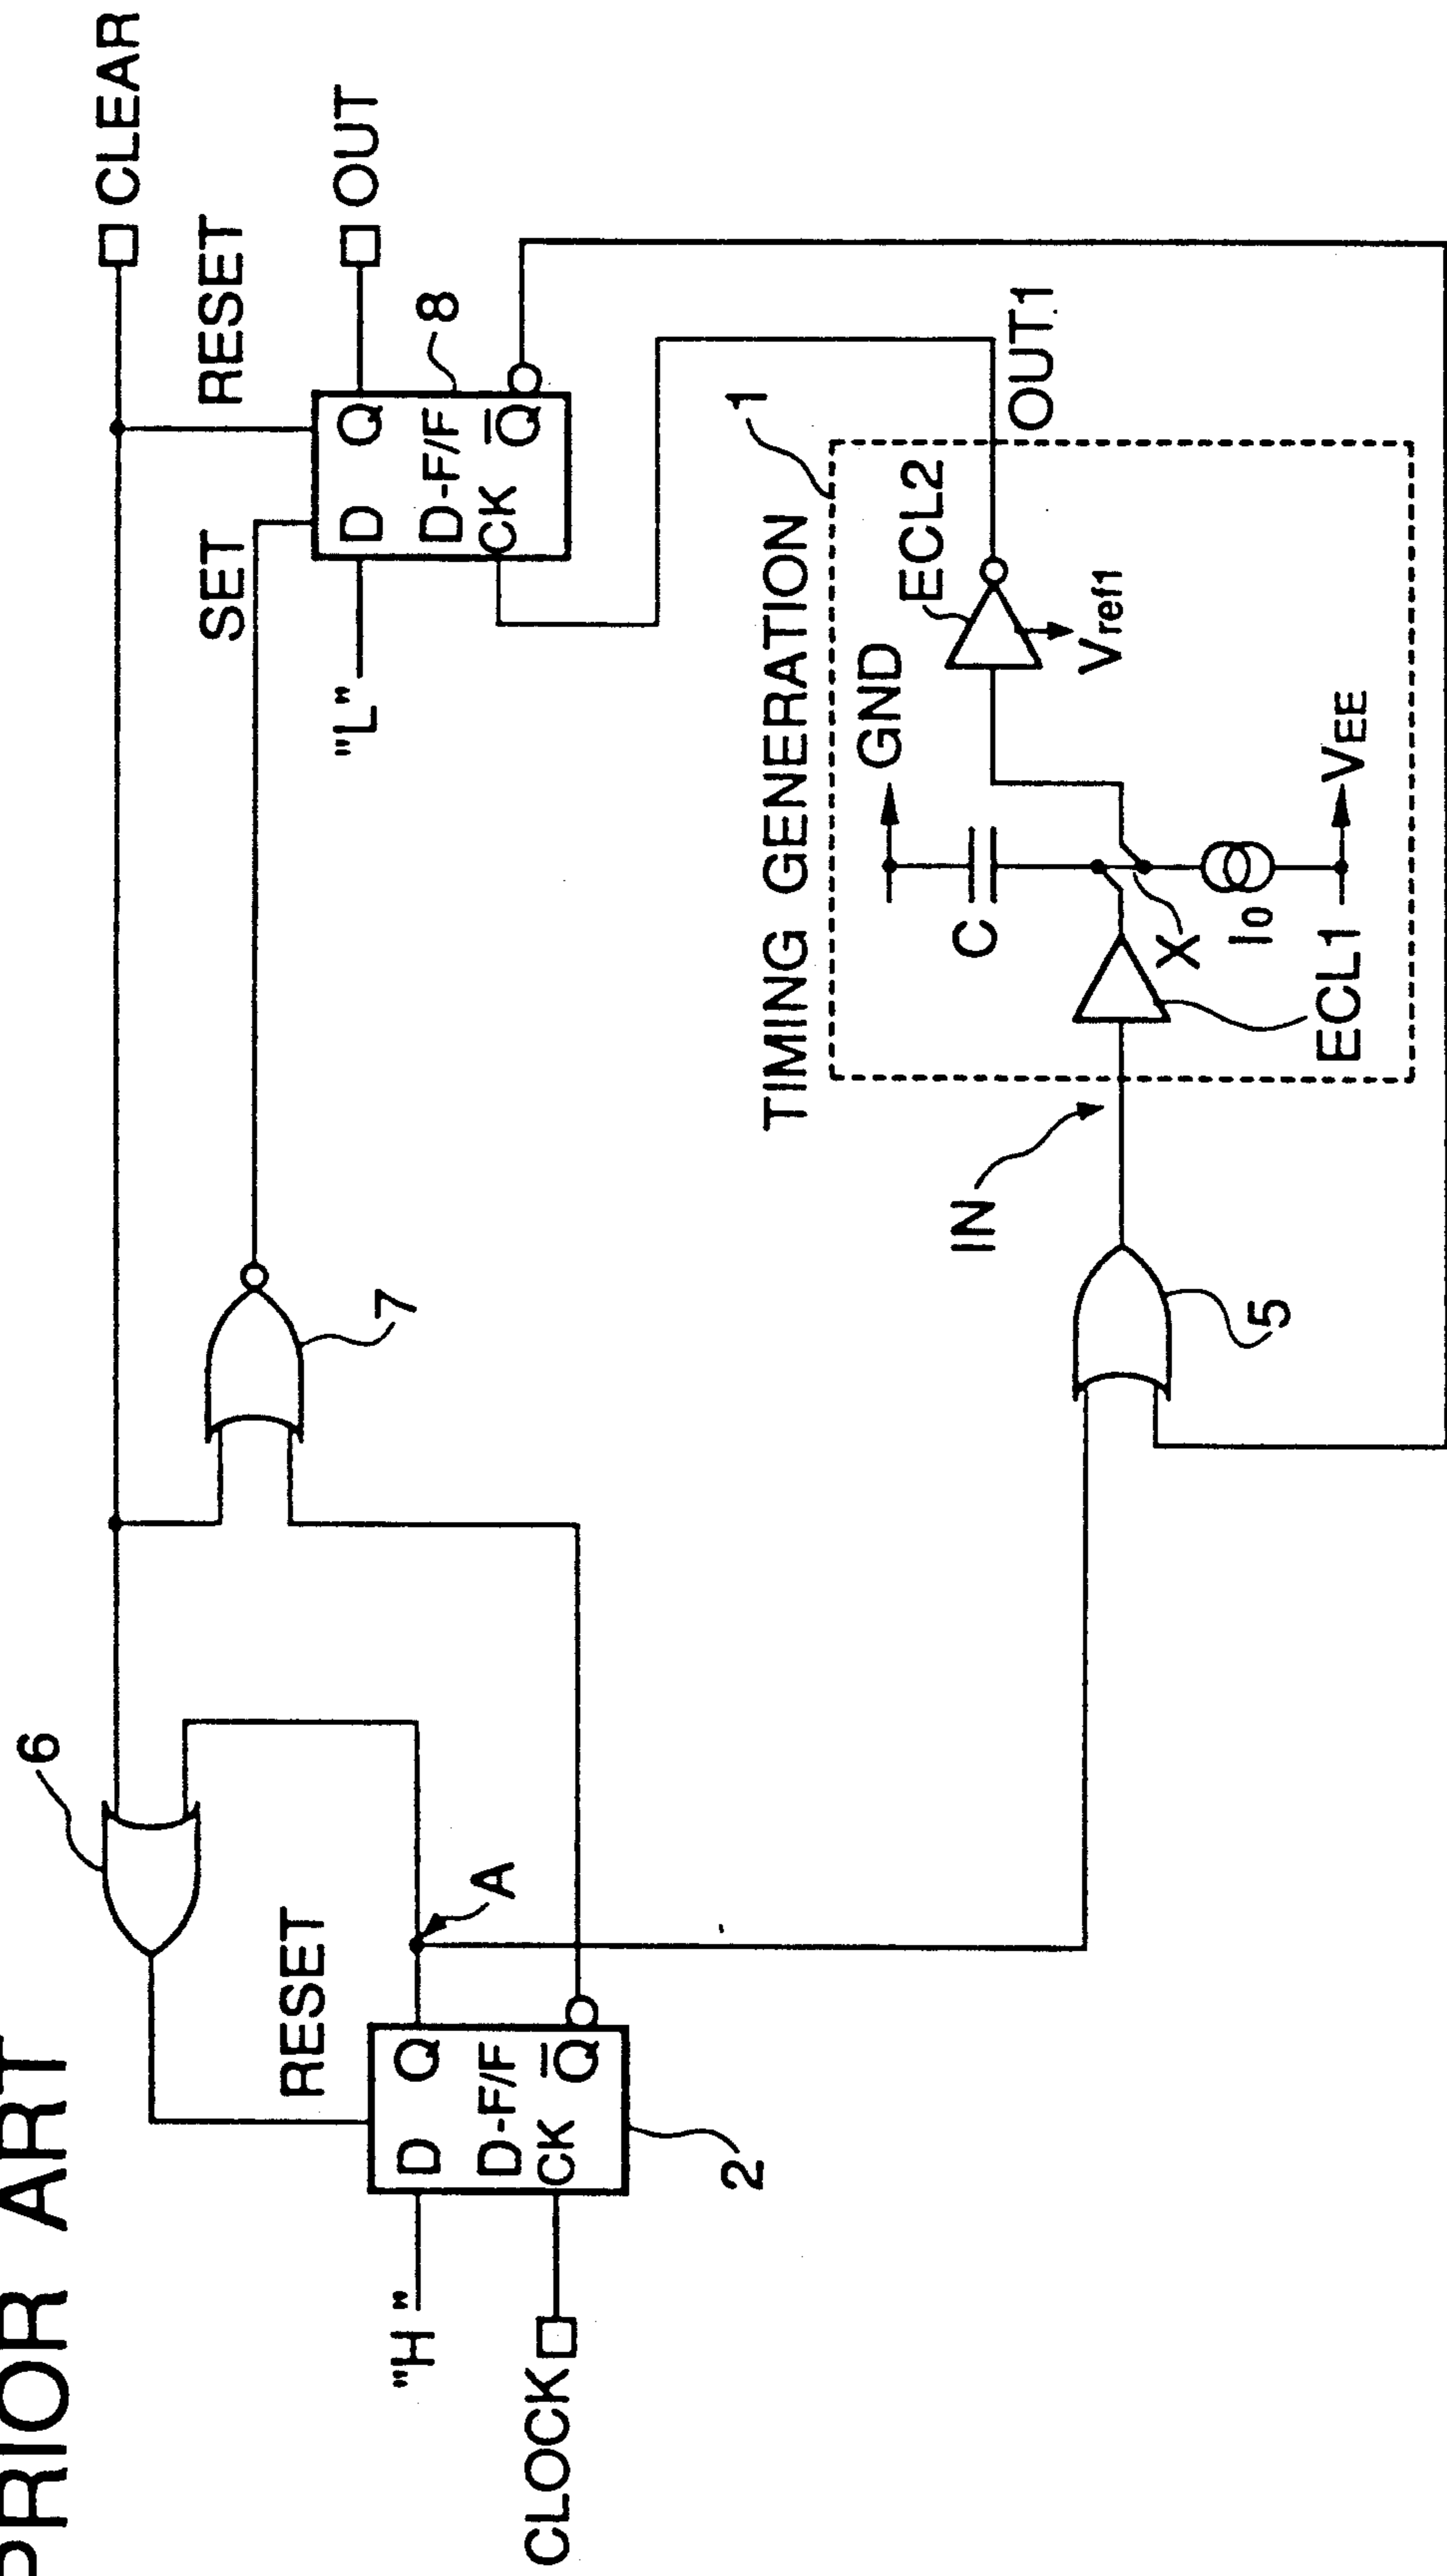 PRIOR ART
6
CLEAR
RESET
SET
7
RESET
A
"H"
D Q
D-F/F
CK Q̅
2
CLOCK
"L"
D Q
D-F/F
CK Q̅
8
OUT
TIMING GENERATION
1
GND
C
ECL2
Vref1
OUT1
IN
X
I0
ECL1
VEE
5